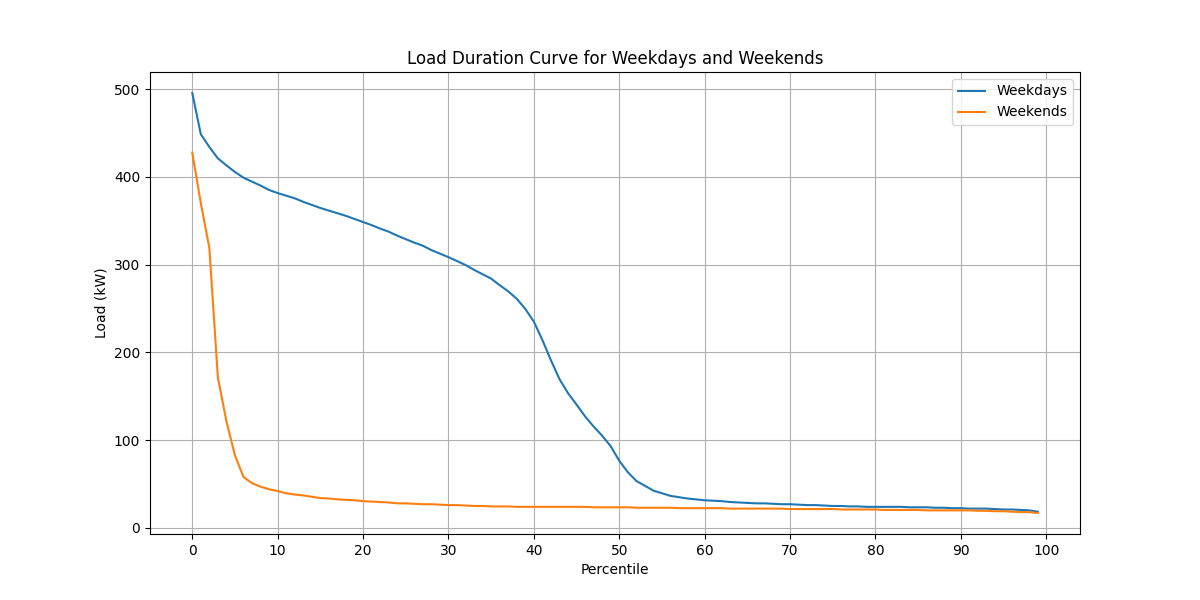 Load Duration Curve for Weekdays and Weekends
Weekdays
Weekends
Load (kW)
500
400
300
200
100
0
0 10 20 30 40 50 60 70 80 90 100
Percentile